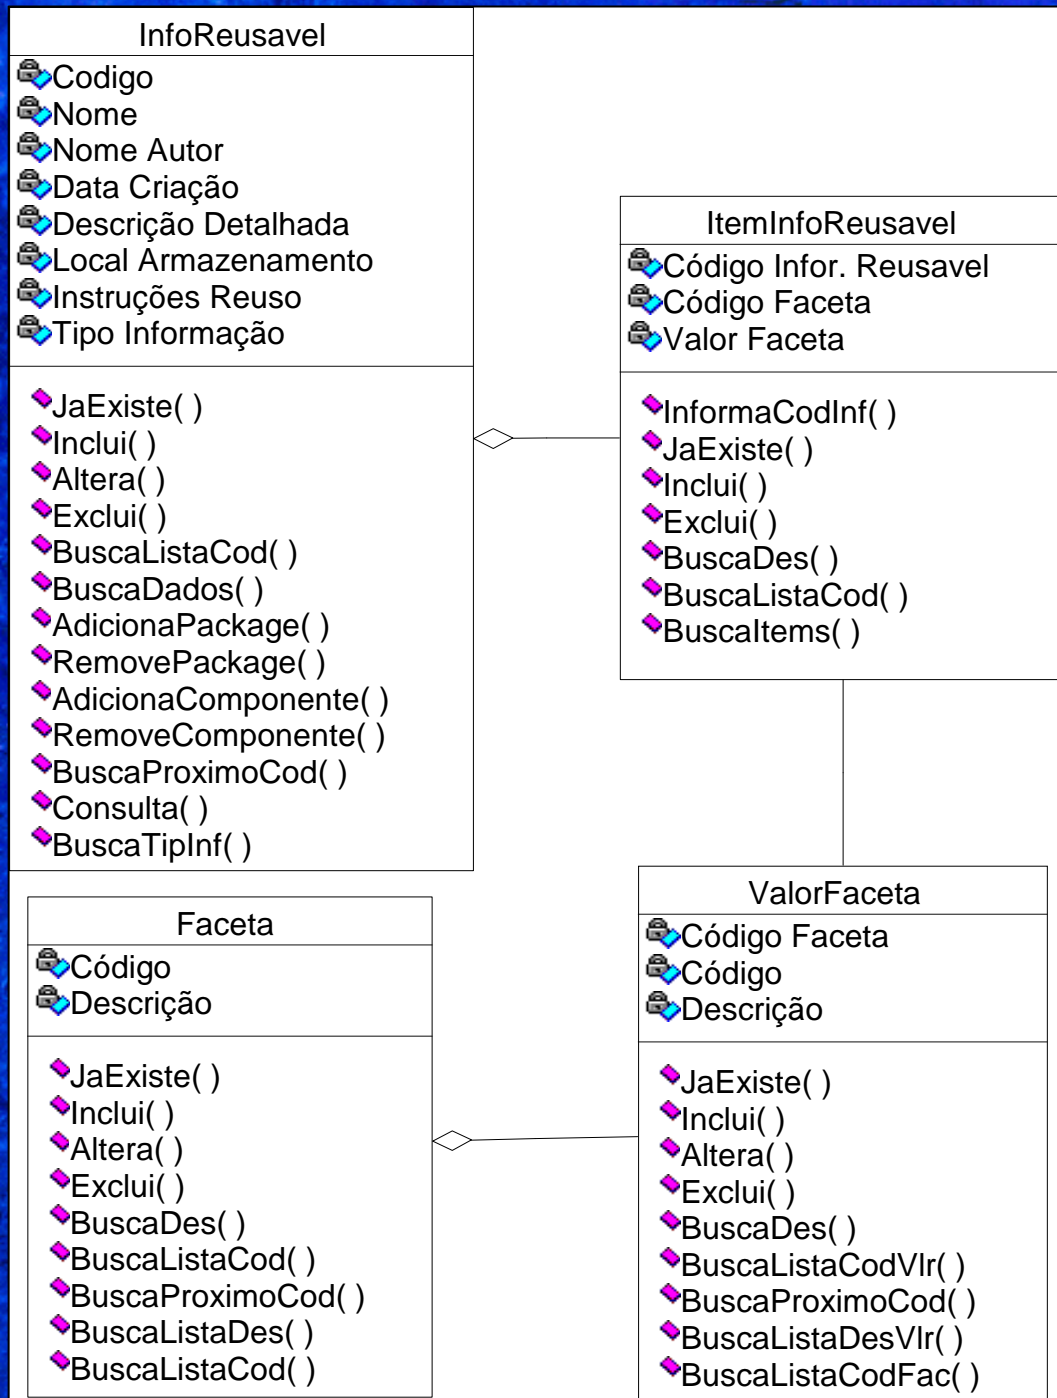 InfoReusavel
Codigo
Nome
Nome Autor
Data Criação
Descrição Detalhada
Local Armazenamento
Instruções Reuso
Tipo Informação
JaExiste( )
Inclui( )
Altera( )
Exclui( )
BuscaListaCod( )
BuscaDados( )
AdicionaPackage( )
RemovePackage( )
AdicionaComponente( )
RemoveComponente( )
BuscaProximoCod( )
Consulta( )
BuscaTipInf( )
ItemInfoReusavel
Código Infor. Reusavel
Código Faceta
Valor Faceta
InformaCodInf( )
JaExiste( )
Inclui( )
Exclui( )
BuscaDes( )
BuscaListaCod( )
BuscaItems( )
Faceta
Código
Descrição
JaExiste( )
Inclui( )
Altera( )
Exclui( )
BuscaDes( )
BuscaListaCod( )
BuscaProximoCod( )
BuscaListaDes( )
BuscaListaCod( )
ValorFaceta
Código Faceta
Código
Descrição
JaExiste( )
Inclui( )
Altera( )
Exclui( )
BuscaDes( )
BuscaListaCodVlr( )
BuscaProximoCod( )
BuscaListaDesVlr( )
BuscaListaCodFac( )